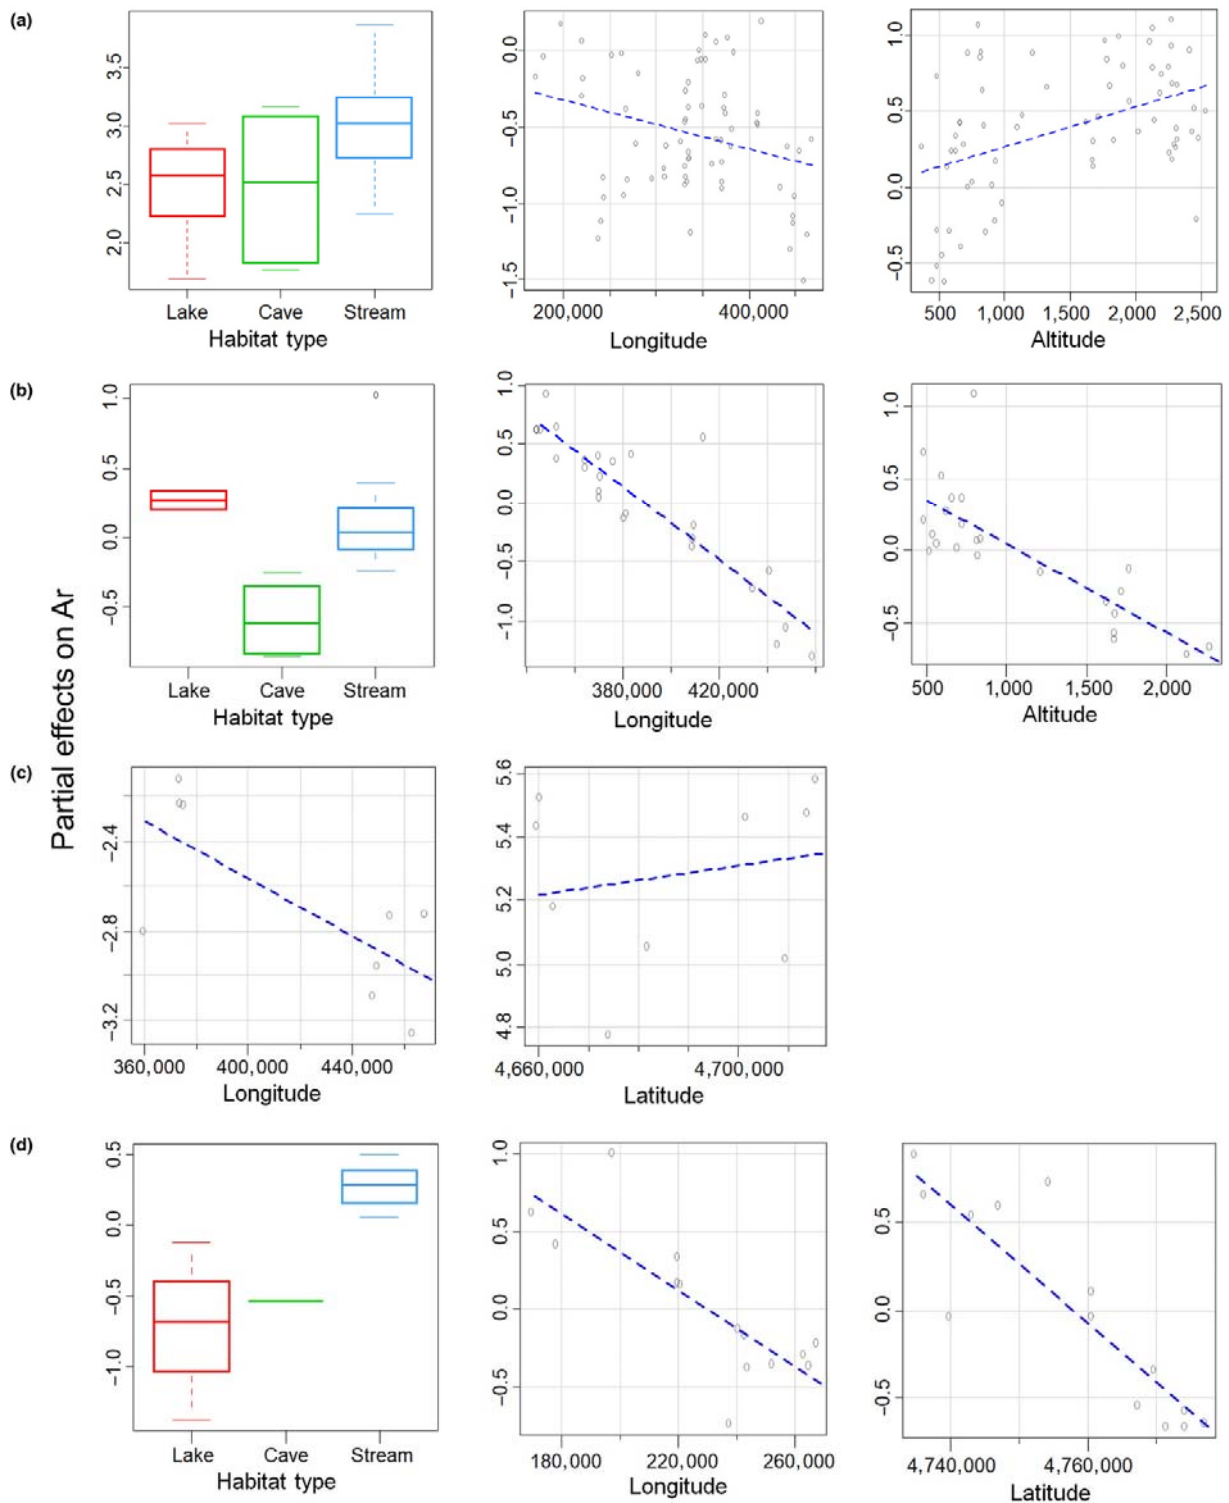 (a)
3.5
3.0
2.5
2.0
Lake Cave Stream
Habitat type
0.0
−0.5
−1.0
−1.5
200,000 400,000
Longitude
1.0
0.5
0.0
−0.5
500 1,000 1,500 2,000 2,500
Altitude
Partial effects on Ar
(b)
1.0
0.5
0.0
−0.5
Lake Cave Stream
Habitat type
1.0
0.5
0.0
−0.5
−1.0
380,000 420,000
Longitude
1.0
0.5
0.0
−0.5
500 1,000 1,500 2,000
Altitude
(c)
−2.4
−2.8
−3.2
360,000 400,000 440,000
Longitude
5.6
5.4
5.2
5.0
4.8
4,660,000 4,700,000
Latitude
(d)
0.5
0.0
−0.5
−1.0
Lake Cave Stream
Habitat type
1.0
0.5
0.0
−0.5
180,000 220,000 260,000
Longitude
0.5
0.0
−0.5
4,740,000 4,760,000
Latitude